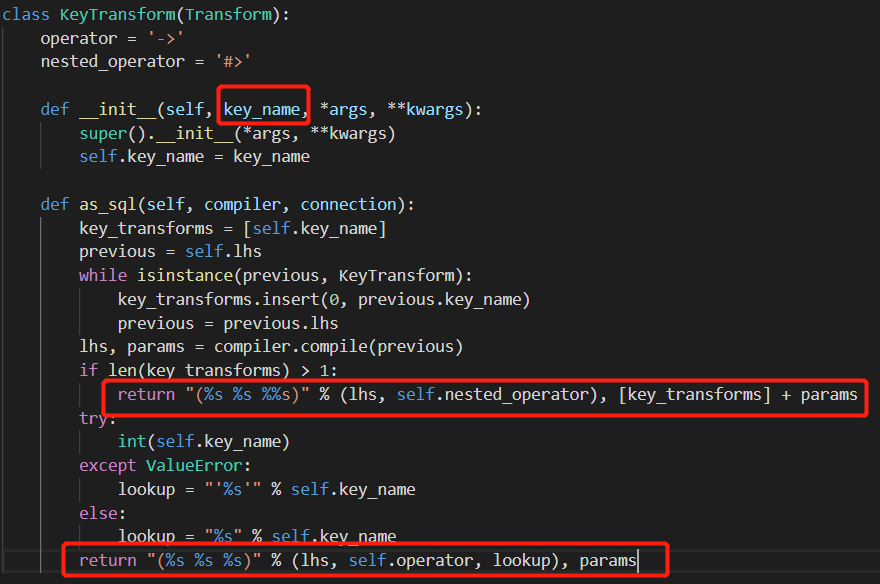 class KeyTransform(Transform):
    operator = '->'
    nested_operator = '#>'
    def __init__(self, key_name, *args, **kwargs):
        super().__init__(*args, **kwargs)
        self.key_name = key_name
    def as_sql(self, compiler, connection):
        key_transforms = [self.key_name]
        previous = self.lhs
        while isinstance(previous, KeyTransform):
            key_transforms.insert(0, previous.key_name)
            previous = previous.lhs
        lhs, params = compiler.compile(previous)
        if len(key_transforms) > 1:
            return "(%s %s %%s)" % (lhs, self.nested_operator), [key_transforms] + params
        try:
            int(self.key_name)
        except ValueError:
            lookup = "'%s'" % self.key_name
        else:
            lookup = "%s" % self.key_name
        return "(%s %s %s)" % (lhs, self.operator, lookup), params